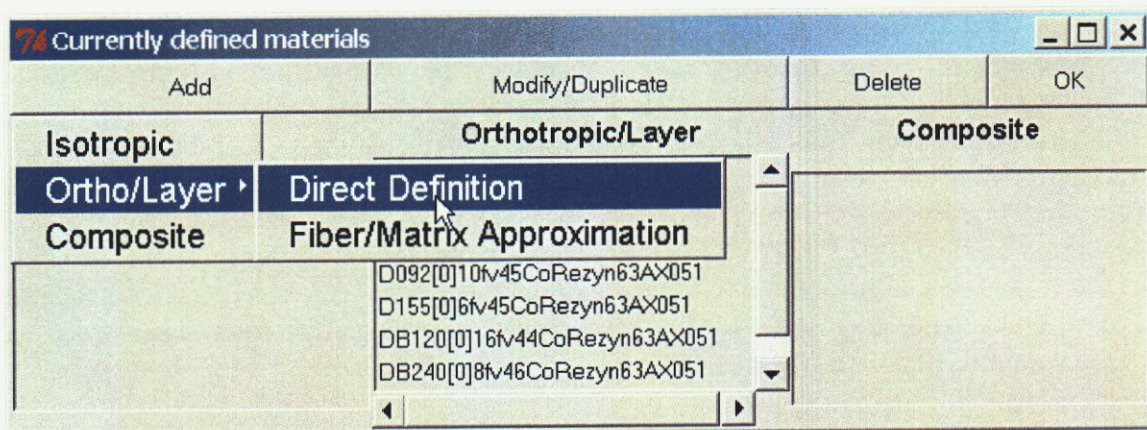 Currently defined materials
Add Modify/Duplicate Delete OK
Isotropic Orthotropic/Layer Composite
Ortho/Layer Direct Definition
Composite Fiber/Matrix Approximation
D092[0]10fv45CoRezyn63AX051
D155[0]6fv45CoRezyn63AX051
DB120[0]16fv44CoRezyn63AX051
DB240[0]8fv46CoRezyn63AX051